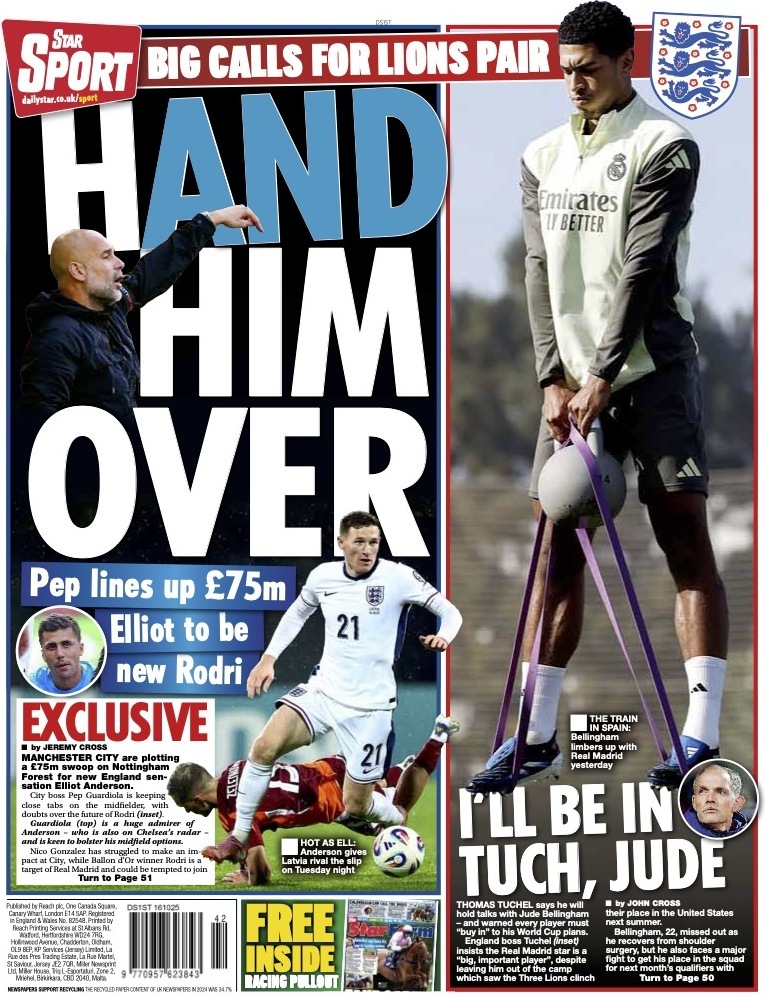 DS1ST
STAR
SPORT
dailystar.co.uk/sport
BIG CALLS FOR LIONS PAIR
HAND
HIM
OVER
Pep lines up £75m
Elliot to be
new Rodri
EXCLUSIVE
■ by JEREMY CROSS
MANCHESTER CITY are plotting
a £75m swoop on Nottingham
Forest for new England sen-
sation Elliot Anderson.
City boss Pep Guardiola is keeping
close tabs on the midfielder, with
doubts over the future of Rodri (inset).
Guardiola (top) is a huge admirer of
Anderson – who is also on Chelsea's radar –
and is keen to bolster his midfield options.
Nico Gonzalez has struggled to make an im-
pact at City, while Ballon d'Or winner Rodri is a
target of Real Madrid and could be tempted to join
Turn to Page 51
21
21
HOT AS ELL:
Anderson gives
Latvia rival the slip
on Tuesday night
Emirates
FLY BETTER
THE TRAIN
IN SPAIN:
Bellingham
limbers up with
Real Madrid
yesterday
I'LL BE IN
TUCH, JUDE
THOMAS TUCHEL says he will
hold talks with Jude Bellingham
– and warned every player must
"buy in" to his World Cup plans.
England boss Tuchel (inset)
insists the Real Madrid star is a
"big, important player", despite
leaving him out of the camp
which saw the Three Lions clinch
■ by JOHN CROSS
their place in the United States
next summer.
Bellingham, 22, missed out as
he recovers from shoulder
surgery, but he also faces a major
fight to get his place in the squad
for next month's qualifiers with
Turn to Page 50
Published by Reach plc, One Canada Square,
Canary Wharf, London E14 5AP. Registered
in England & Wales No. 82548. Printed by
Reach Printing Services at St Albans Rd,
Watford, Hertfordshire WD24 7RG,
Hollinwood Avenue, Chadderton, Oldham,
OL9 8EP, KP Services (Jersey) Limited, La
Rue des Pres Trading Estate, La Rue Martel,
St Saviour, Jersey JE2 7QR, Miller Newsprint
Ltd, Miller House, Triq L-Esportaturi, Zone 2,
Mriehel, Birkirkara, CBD 2040, Malta.
NEWSPAPERS SUPPORT RECYCLING THE RECYCLED PAPER CONTENT OF UK NEWSPAPERS IN 2024 WAS 34.7%
DS1ST 161025
42
9 770957 623843
FREE
INSIDE
RACING PULLOUT
Star